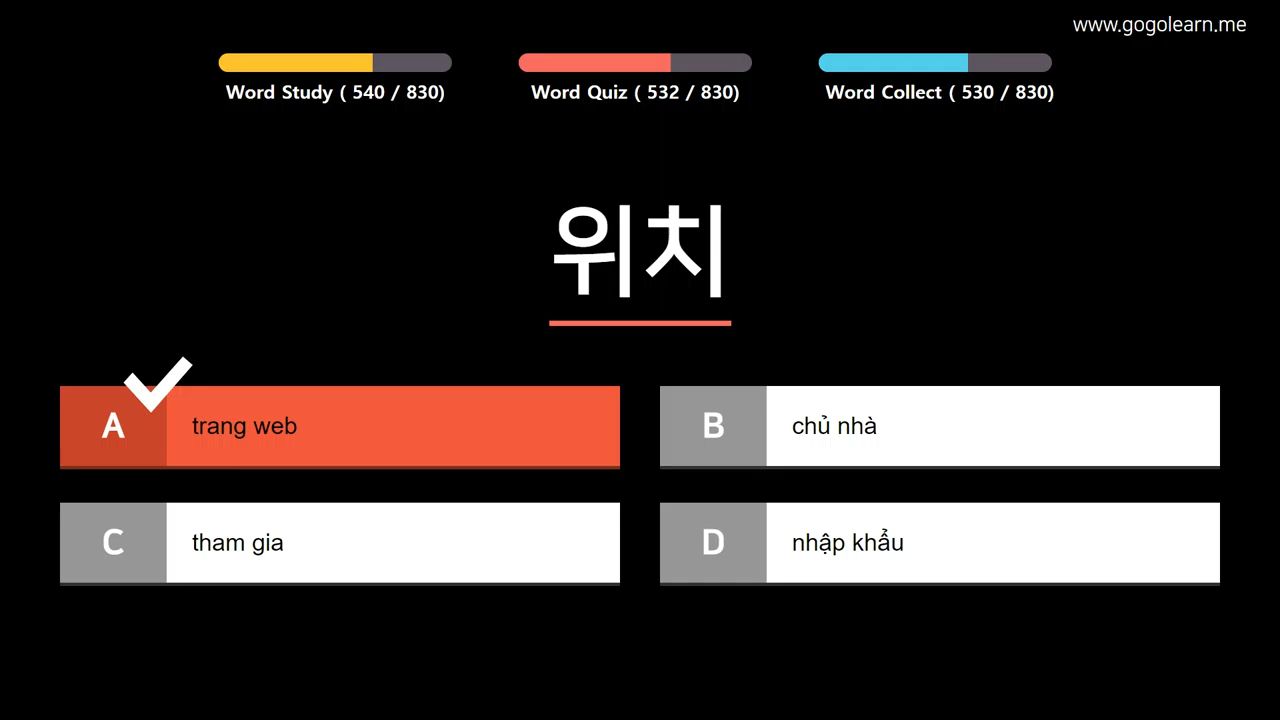 www.gogolearn.me
Word Study ( 540 / 830)
Word Quiz ( 532 / 830)
Word Collect ( 530 / 830)
위치
A trang web
B chủ nhà
C tham gia
D nhập khẩu